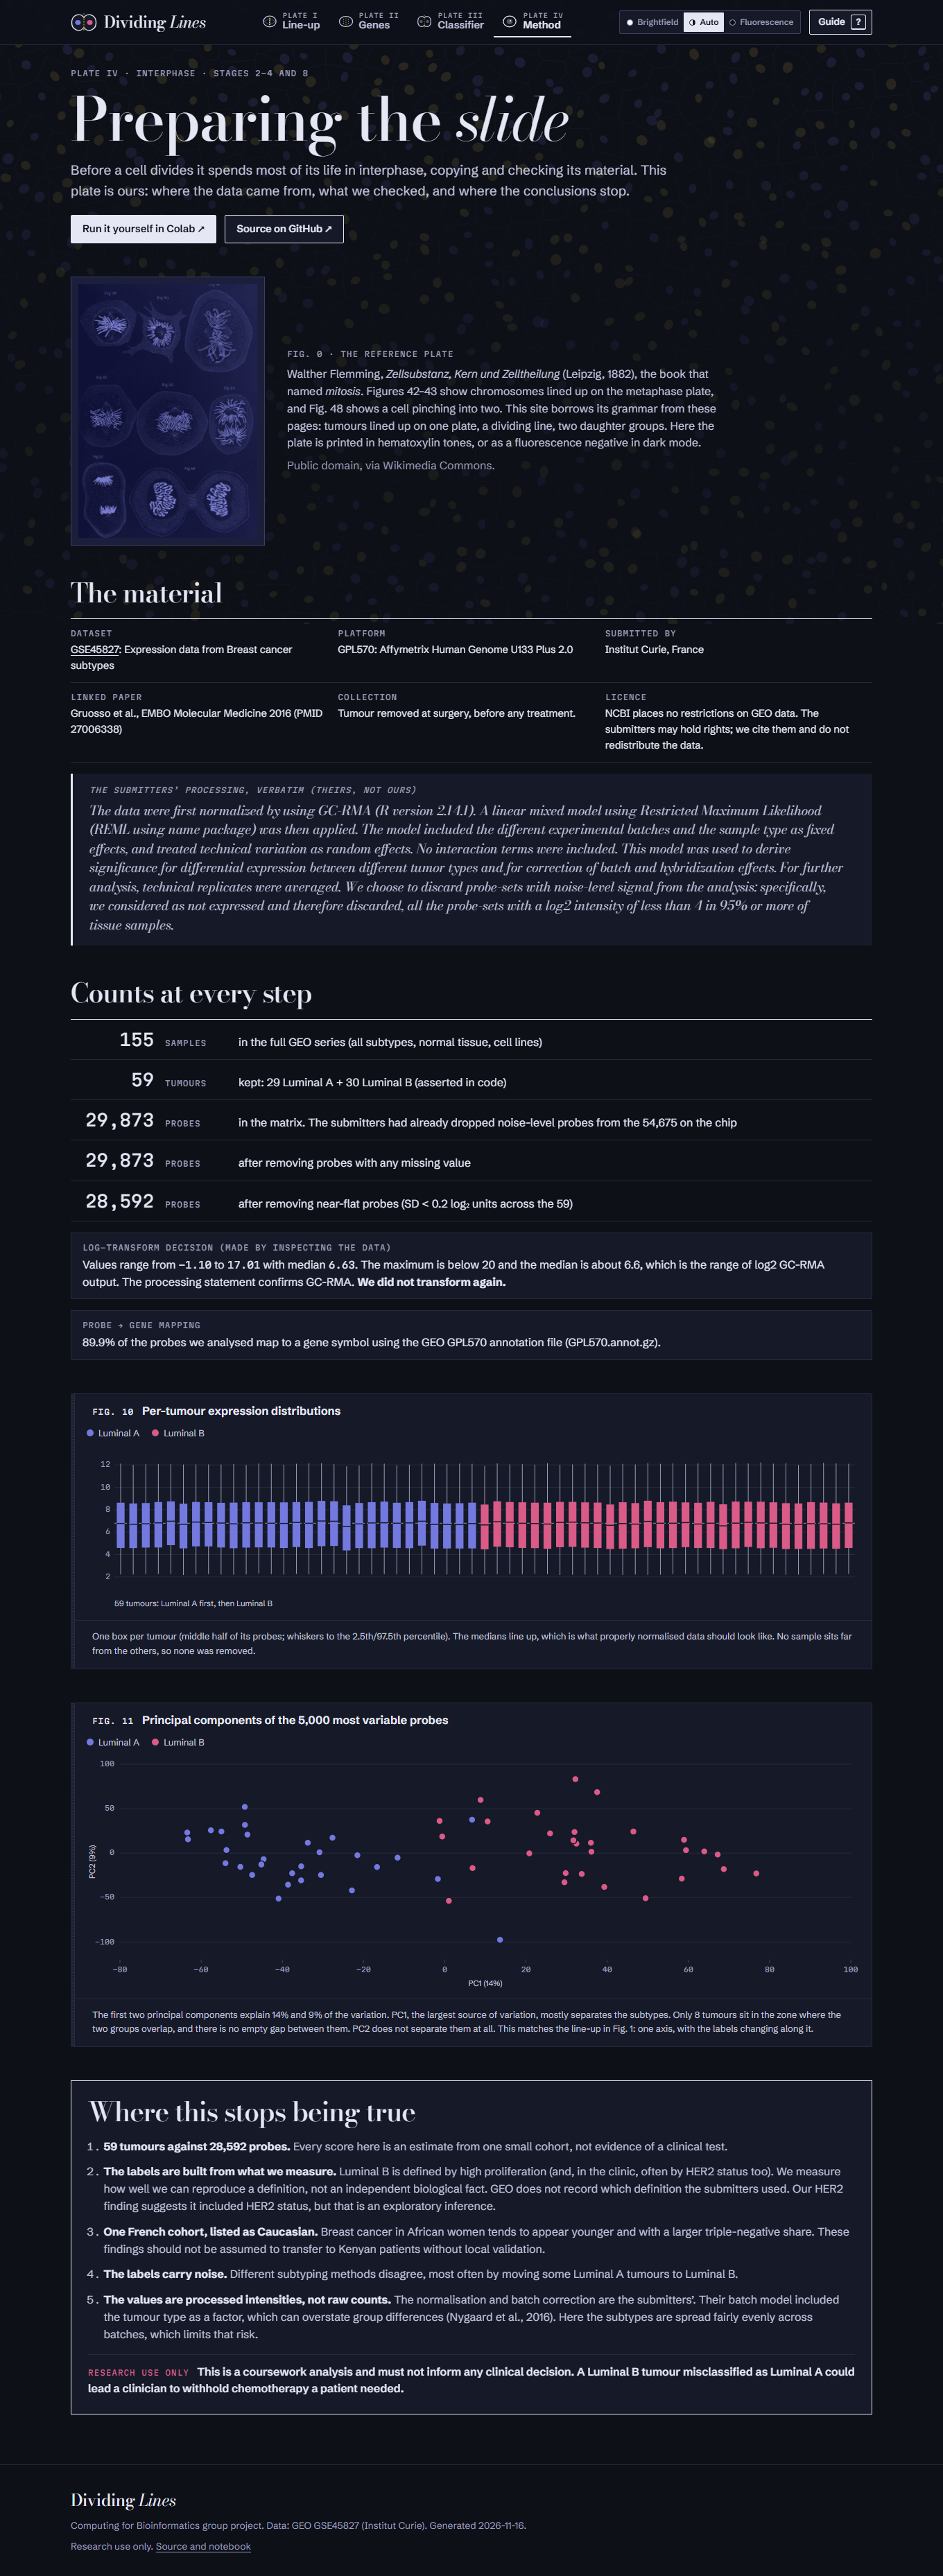 Dividing Lines
PLATE I
Line-up
PLATE II
Genes
PLATE III
Classifier
PLATE IV
Method
Brightfield
Auto
Fluorescence
Guide ?
PLATE IV · INTERPHASE · STAGES 2–4 AND 8
Preparing the slide
Before a cell divides it spends most of its life in interphase, copying and checking its material. This
plate is ours: where the data came from, what we checked, and where the conclusions stop.
Run it yourself in Colab ↗
Source on GitHub ↗
FIG. 0 · THE REFERENCE PLATE
Walther Flemming, Zellsubstanz, Kern und Zelltheilung (Leipzig, 1882), the book that
named mitosis. Figures 42–43 show chromosomes lined up on the metaphase plate,
and Fig. 48 shows a cell pinching into two. This site borrows its grammar from these
pages: tumours lined up on one plate, a dividing line, two daughter groups. Here the
plate is printed in hematoxylin tones, or as a fluorescence negative in dark mode.
Public domain, via Wikimedia Commons.
The material
DATASET
GSE45827: Expression data from Breast cancer
subtypes
PLATFORM
GPL570: Affymetrix Human Genome U133 Plus 2.0
SUBMITTED BY
Institut Curie, France
LINKED PAPER
Gruosso et al., EMBO Molecular Medicine 2016 (PMID
27006338)
COLLECTION
Tumour removed at surgery, before any treatment.
LICENCE
NCBI places no restrictions on GEO data. The
submitters may hold rights; we cite them and do not
redistribute the data.
THE SUBMITTERS' PROCESSING, VERBATIM (THEIRS, NOT OURS)
The data were first normalized by using GC-RMA (R version 2.14.1). A linear mixed model using Restricted Maximum Likelihood
(REML using name package) was then applied. The model included the different experimental batches and the sample type as fixed
effects, and treated technical variation as random effects. No interaction terms were included. This model was used to derive
significance for differential expression between different tumor types and for correction of batch and hybridization effects. For further
analysis, technical replicates were averaged. We choose to discard probe-sets with noise-level signal from the analysis: specifically,
we considered as not expressed and therefore discarded, all the probe-sets with a log2 intensity of less than 4 in 95% or more of
tissue samples.
Counts at every step
155 SAMPLES in the full GEO series (all subtypes, normal tissue, cell lines)
59 TUMOURS kept: 29 Luminal A + 30 Luminal B (asserted in code)
29,873 PROBES in the matrix. The submitters had already dropped noise-level probes from the 54,675 on the chip
29,873 PROBES after removing probes with any missing value
28,592 PROBES after removing near-flat probes (SD < 0.2 log₂ units across the 59)
LOG-TRANSFORM DECISION (MADE BY INSPECTING THE DATA)
Values range from −1.10 to 17.01 with median 6.63. The maximum is below 20 and the median is about 6.6, which is the range of log2 GC-RMA
output. The processing statement confirms GC-RMA. We did not transform again.
PROBE → GENE MAPPING
89.9% of the probes we analysed map to a gene symbol using the GEO GPL570 annotation file (GPL570.annot.gz).
FIG. 10 Per-tumour expression distributions
Luminal A Luminal B
12
10
8
6
4
2
59 tumours: Luminal A first, then Luminal B
One box per tumour (middle half of its probes; whiskers to the 2.5th/97.5th percentile). The medians line up, which is what properly normalised data should look like. No sample sits far
from the others, so none was removed.
FIG. 11 Principal components of the 5,000 most variable probes
Luminal A Luminal B
100
50
0
−50
−100
PC2 (9%)
−80 −60 −40 −20 0 20 40 60 80 100
PC1 (14%)
The first two principal components explain 14% and 9% of the variation. PC1, the largest source of variation, mostly separates the subtypes. Only 8 tumours sit in the zone where the
two groups overlap, and there is no empty gap between them. PC2 does not separate them at all. This matches the line-up in Fig. 1: one axis, with the labels changing along it.
Where this stops being true
1. 59 tumours against 28,592 probes. Every score here is an estimate from one small cohort, not evidence of a clinical test.
2. The labels are built from what we measure. Luminal B is defined by high proliferation (and, in the clinic, often by HER2 status too). We measure
how well we can reproduce a definition, not an independent biological fact. GEO does not record which definition the submitters used. Our HER2
finding suggests it included HER2 status, but that is an exploratory inference.
3. One French cohort, listed as Caucasian. Breast cancer in African women tends to appear younger and with a larger triple-negative share. These
findings should not be assumed to transfer to Kenyan patients without local validation.
4. The labels carry noise. Different subtyping methods disagree, most often by moving some Luminal A tumours to Luminal B.
5. The values are processed intensities, not raw counts. The normalisation and batch correction are the submitters'. Their batch model included
the tumour type as a factor, which can overstate group differences (Nygaard et al., 2016). Here the subtypes are spread fairly evenly across
batches, which limits that risk.
RESEARCH USE ONLY This is a coursework analysis and must not inform any clinical decision. A Luminal B tumour misclassified as Luminal A could
lead a clinician to withhold chemotherapy a patient needed.
Dividing Lines
Computing for Bioinformatics group project. Data: GEO GSE45827 (Institut Curie). Generated 2026-11-16.
Research use only. Source and notebook